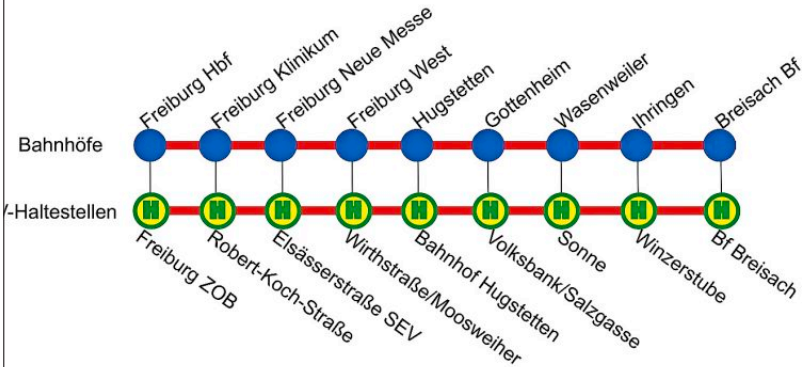 Freiburg Hbf
Freiburg Klinikum
Freiburg Neue Messe
Freiburg West
Hugstetten
Gottenheim
Wasenweiler
Ihringen
Breisach Bf
Bahnhöfe
V-Haltestellen
H H H H H H H H H
Freiburg ZOB
Robert-Koch-Straße
Elsässerstraße SEV
Wirthstraße/Moosweiher
Bahnhof Hugstetten
Volksbank/Salzgasse
Sonne
Winzerstube
Bf Breisach